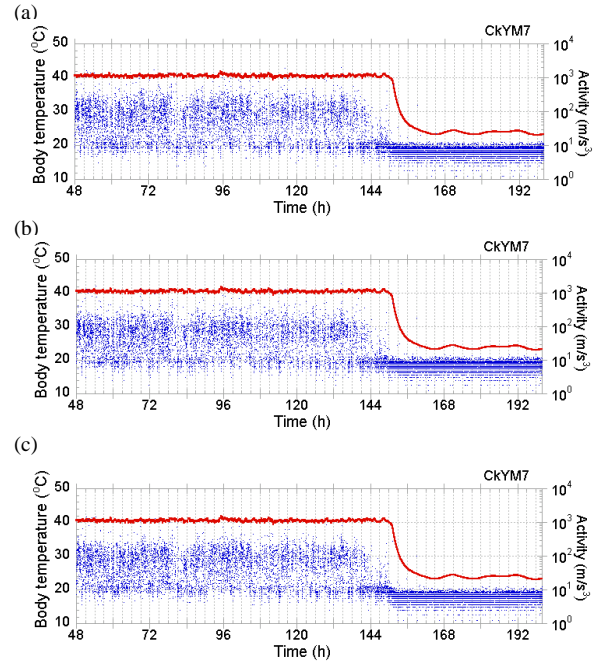 (a)
CkYM7
50
40
30
20
10
Body temperature (⁰C)
10⁴
10³
10²
10¹
10⁰
Activity (m/s³)
48 72 96 120 144 168 192
Time (h)
(b)
CkYM7
50
40
30
20
10
Body temperature (⁰C)
10⁴
10³
10²
10¹
10⁰
Activity (m/s³)
48 72 96 120 144 168 192
Time (h)
(c)
CkYM7
50
40
30
20
10
Body temperature (⁰C)
10⁴
10³
10²
10¹
10⁰
Activity (m/s³)
48 72 96 120 144 168 192
Time (h)